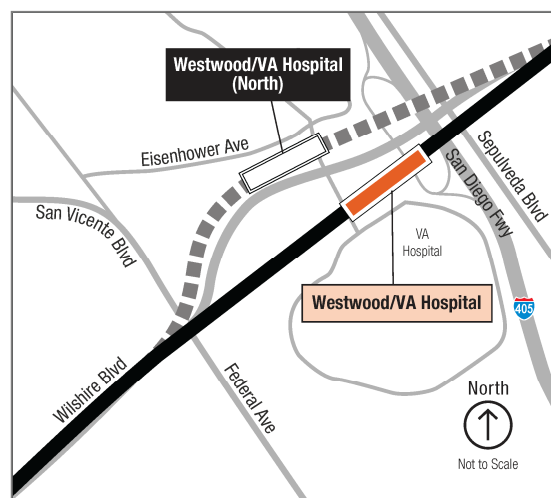 Westwood/VA Hospital
(North)
Eisenhower Ave
San Vicente Blvd
Sepulveda Blvd
San Diego Fwy
VA
Hospital
Westwood/VA Hospital
405
Wilshire Blvd
Federal Ave
North
Not to Scale